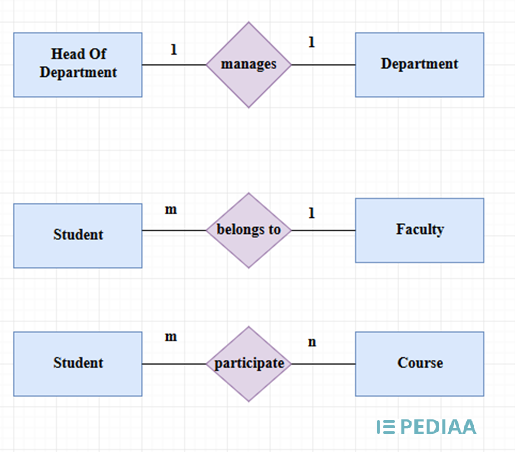 Head Of
Department
1
manages
1
Department
Student
m
belongs to
1
Faculty
Student
m
participate
n
Course
PEDIAA